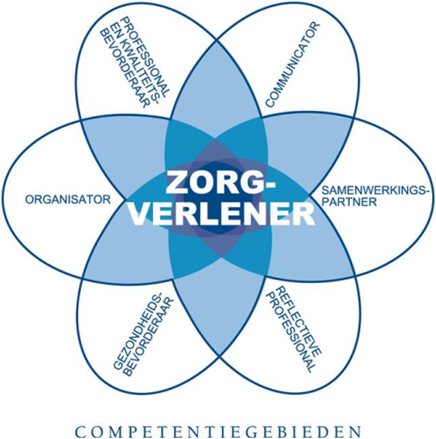 PROFESSIONAL
EN KWALITEITS-
BEVORDERAAR
COMMUNICATOR
ORGANISATOR
ZORG-
VERLENER
SAMENWERKINGS-
PARTNER
GEZONDHEIDS-
BEVORDERAAR
REFLECTIEVE
PROFESSIONAL
COMPETENTIEGEBIEDEN